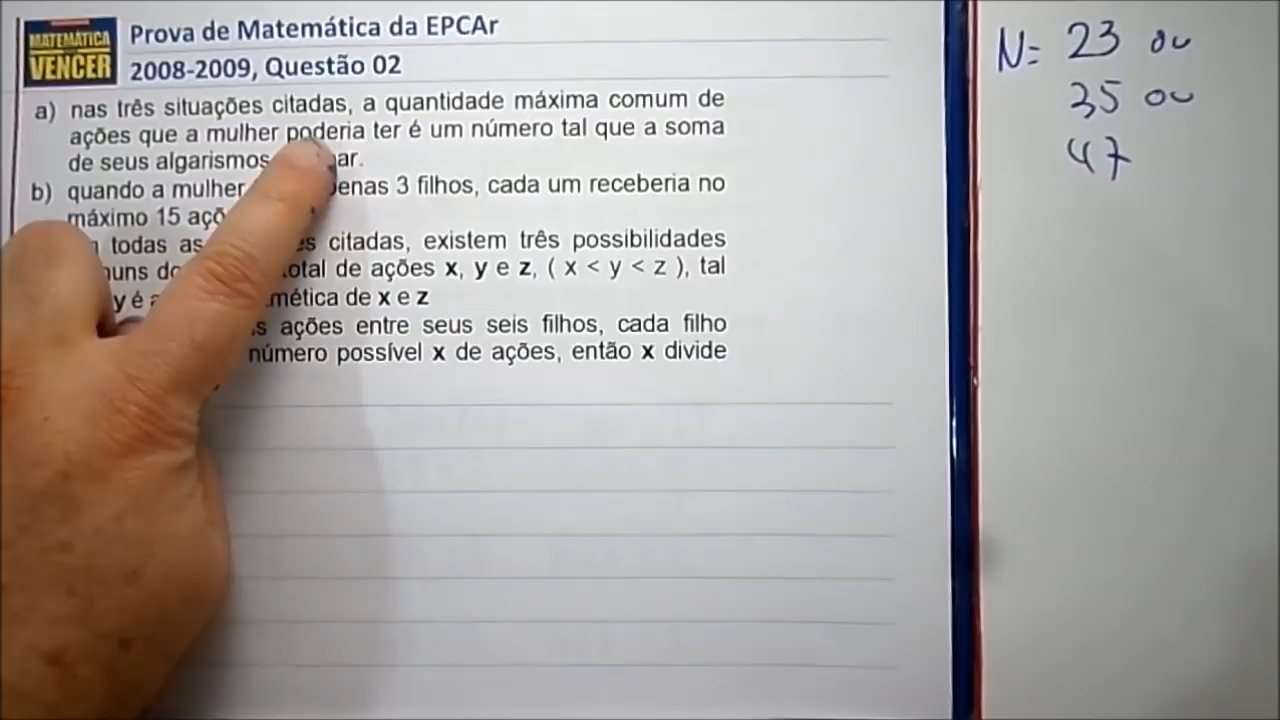 MATEMÁTICA
VENCER
Prova de Matemática da EPCAr
2008-2009, Questão 02
a) nas três situações citadas, a quantidade máxima comum de
ações que a mulher poderia ter é um número tal que a soma
de seus algarismos ar.
b) quando a mulher enas 3 filhos, cada um receberia no
máximo 15 açõ
todas as es citadas, existem três possibilidades
uns do otal de ações x, y e z, ( x < y < z ), tal
y é a mética de x e z
s ações entre seus seis filhos, cada filho
número possível x de ações, então x divide
N= 23 ou
35 ou
47